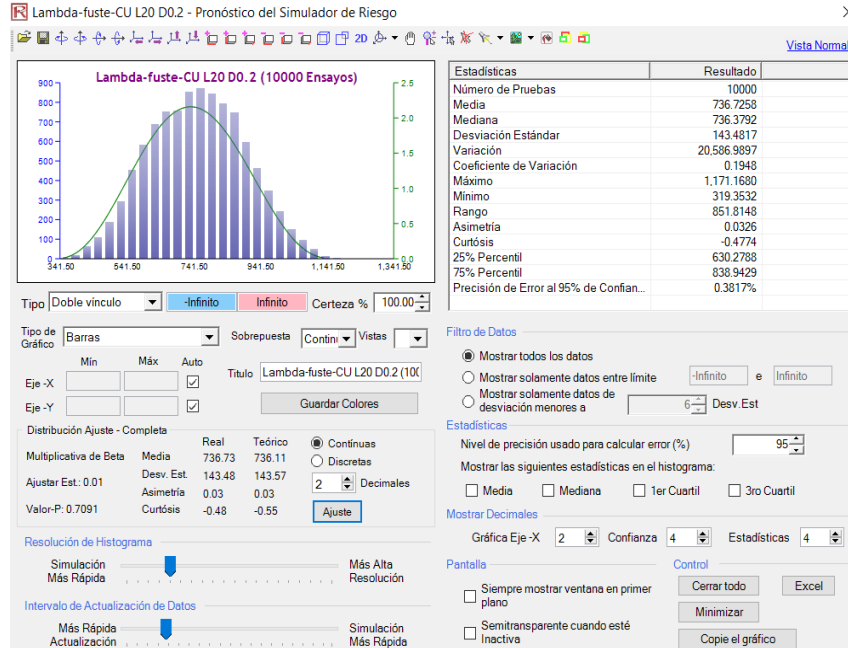 Lambda-fuste-CU L20 D0.2 - Pronóstico del Simulador de Riesgo
2D
Vista Normal
Lambda-fuste-CU L20 D0.2 (10000 Ensayos)
900
800
700
600
500
400
300
200
100
0
2.5
2.0
1.5
1.0
0.5
0.0
341.50 541.50 741.50 941.50 1,141.50 1,341.50
Estadísticas Resultado
Número de Pruebas 10000
Media 736.7258
Mediana 736.3792
Desviación Estándar 143.4817
Variación 20,586.9897
Coeficiente de Variación 0.1948
Máximo 1,171.1680
Mínimo 319.3532
Rango 851.8148
Asimetría 0.0326
Curtósis -0.4774
25% Percentil 630.2788
75% Percentil 838.9429
Precisión de Error al 95% de Confian... 0.3817%
Tipo Doble vínculo -Infinito Infinito Certeza % 100.00
Tipo de Gráfico Barras Sobrepuesta Contin Vistas
Mín Máx Auto
Eje -X
Eje -Y
Titulo Lambda-fuste-CU L20 D0.2 (10(
Guardar Colores
Distribución Ajuste - Completa
Real Teórico
Multiplicativa de Beta Media 736.73 736.11
Desv. Est. 143.48 143.57
Ajustar Est.: 0.01
Asimetría 0.03 0.03
Valor-P: 0.7091 Curtósis -0.48 -0.55
Contínuas
Discretas
2 Decimales
Ajuste
Resolución de Histograma
Simulación Más Rápida
Más Alta Resolución
Intervalo de Actualización de Datos
Más Rápida Actualización
Simulación Más Rápida
Filtro de Datos
Mostrar todos los datos
Mostrar solamente datos entre límite -Infinito e Infinito
Mostrar solamente datos de
desviación menores a 6 Desv.Est
Estadísticas
Nivel de precisión usado para calcular error (%) 95
Mostrar las siguientes estadísticas en el histograma:
Media Mediana 1er Cuartil 3ro Cuartil
Mostrar Decimales
Gráfica Eje -X 2 Confianza 4 Estadísticas 4
Pantalla
Siempre mostrar ventana en primer
plano
Semitransparente cuando esté
Inactiva
Control
Cerrar todo Excel
Minimizar
Copie el gráfico